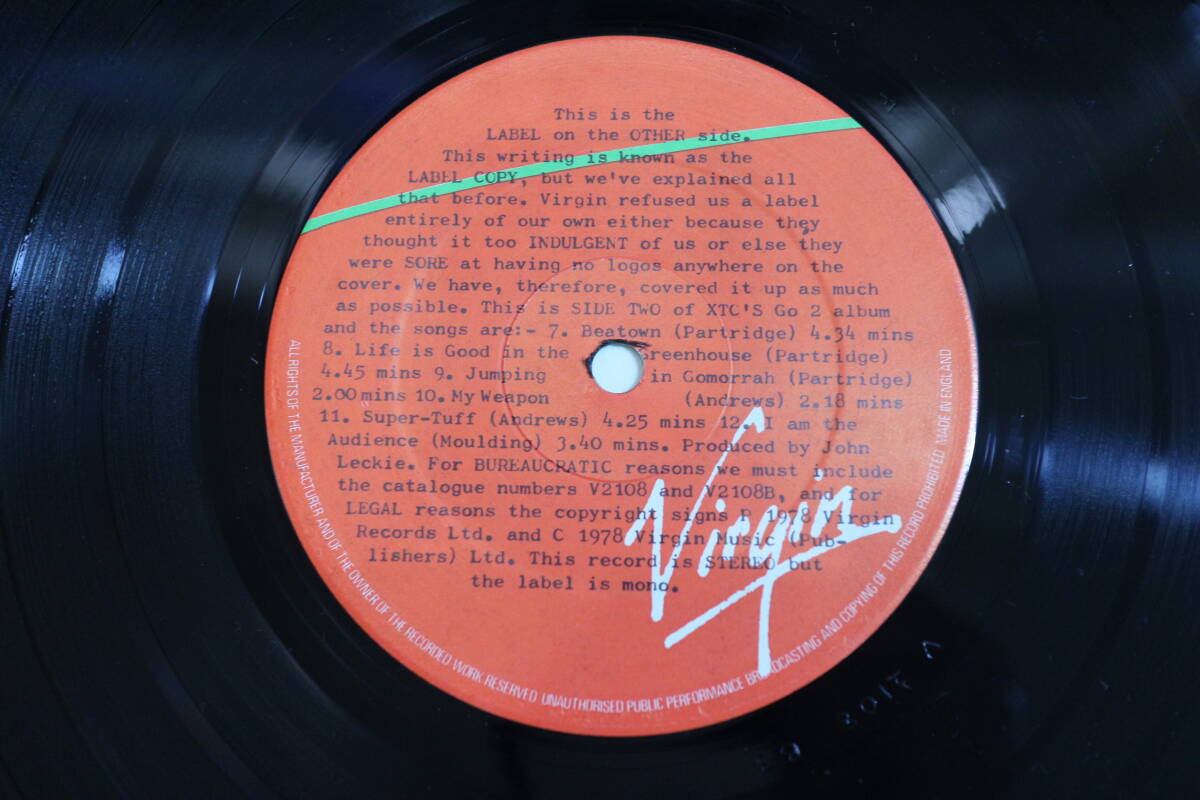 This is the
LABEL on the OTHER side.
This writing is known as the
LABEL COPY, but we've explained all
that before. Virgin refused us a label
entirely of our own either because they
thought it too INDULGENT of us or else they
were SORE at having no logos anywhere on the
cover. We have, therefore, covered it up as much
as possible. This is SIDE TWO of XTC'S Go 2 album
and the songs are:- 7. Beatown (Partridge) 4.34 mins
8. Life is Good in the Greenhouse (Partridge)
4.45 mins 9. Jumping in Gomorrah (Partridge)
2.00 mins 10. My Weapon (Andrews) 2.18 mins
11. Super-Tuff (Andrews) 4.25 mins 12. I am the
Audience (Moulding) 3.40 mins. Produced by John
Leckie. For BUREAUCRATIC reasons we must include
the catalogue numbers V2108 and V2108B, and for
LEGAL reasons the copyright signs P 1978 Virgin
Records Ltd. and C 1978 Virgin Music (Pub-
lishers) Ltd. This record is STEREO but
the label is mono.
Virgin
ALL RIGHTS OF THE MANUFACTURER AND OF THE OWNER OF THE RECORDED WORK RESERVED UNAUTHORISED PUBLIC PERFORMANCE BROADCASTING AND COPYING OF THIS RECORD PROHIBITED MADE IN ENGLAND